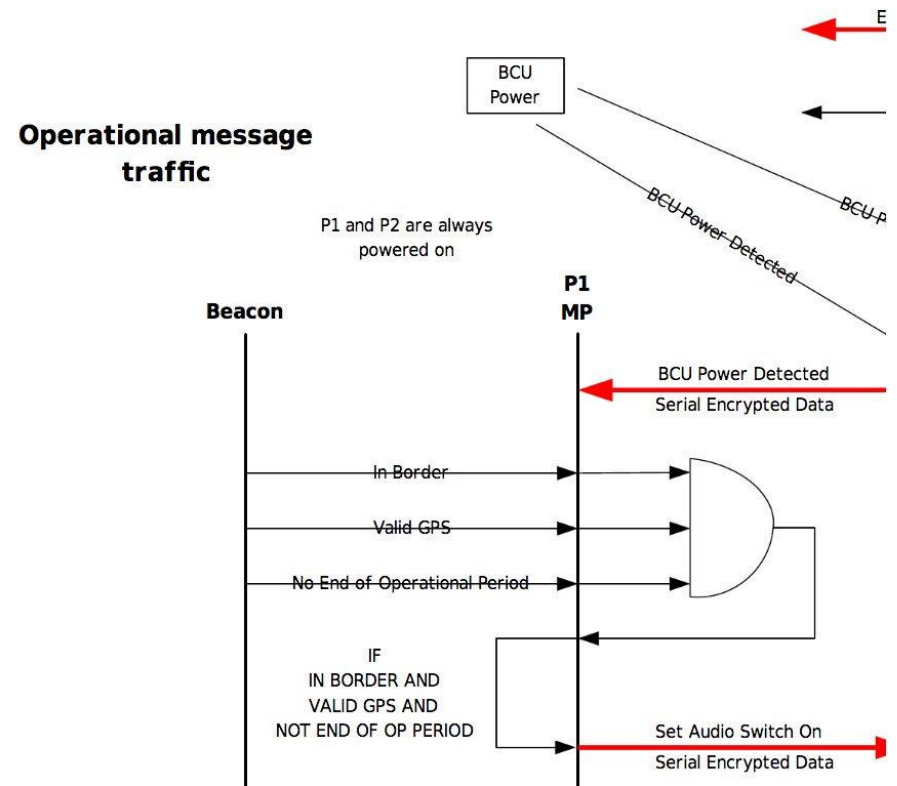 E
BCU
Power
Operational message
traffic
BCU Power Detected
BCU P
P1 and P2 are always
powered on
Beacon
P1
MP
BCU Power Detected
Serial Encrypted Data
In Border
Valid GPS
No End of Operational Period
IF
IN BORDER AND
VALID GPS AND
NOT END OF OP PERIOD
Set Audio Switch On
Serial Encrypted Data